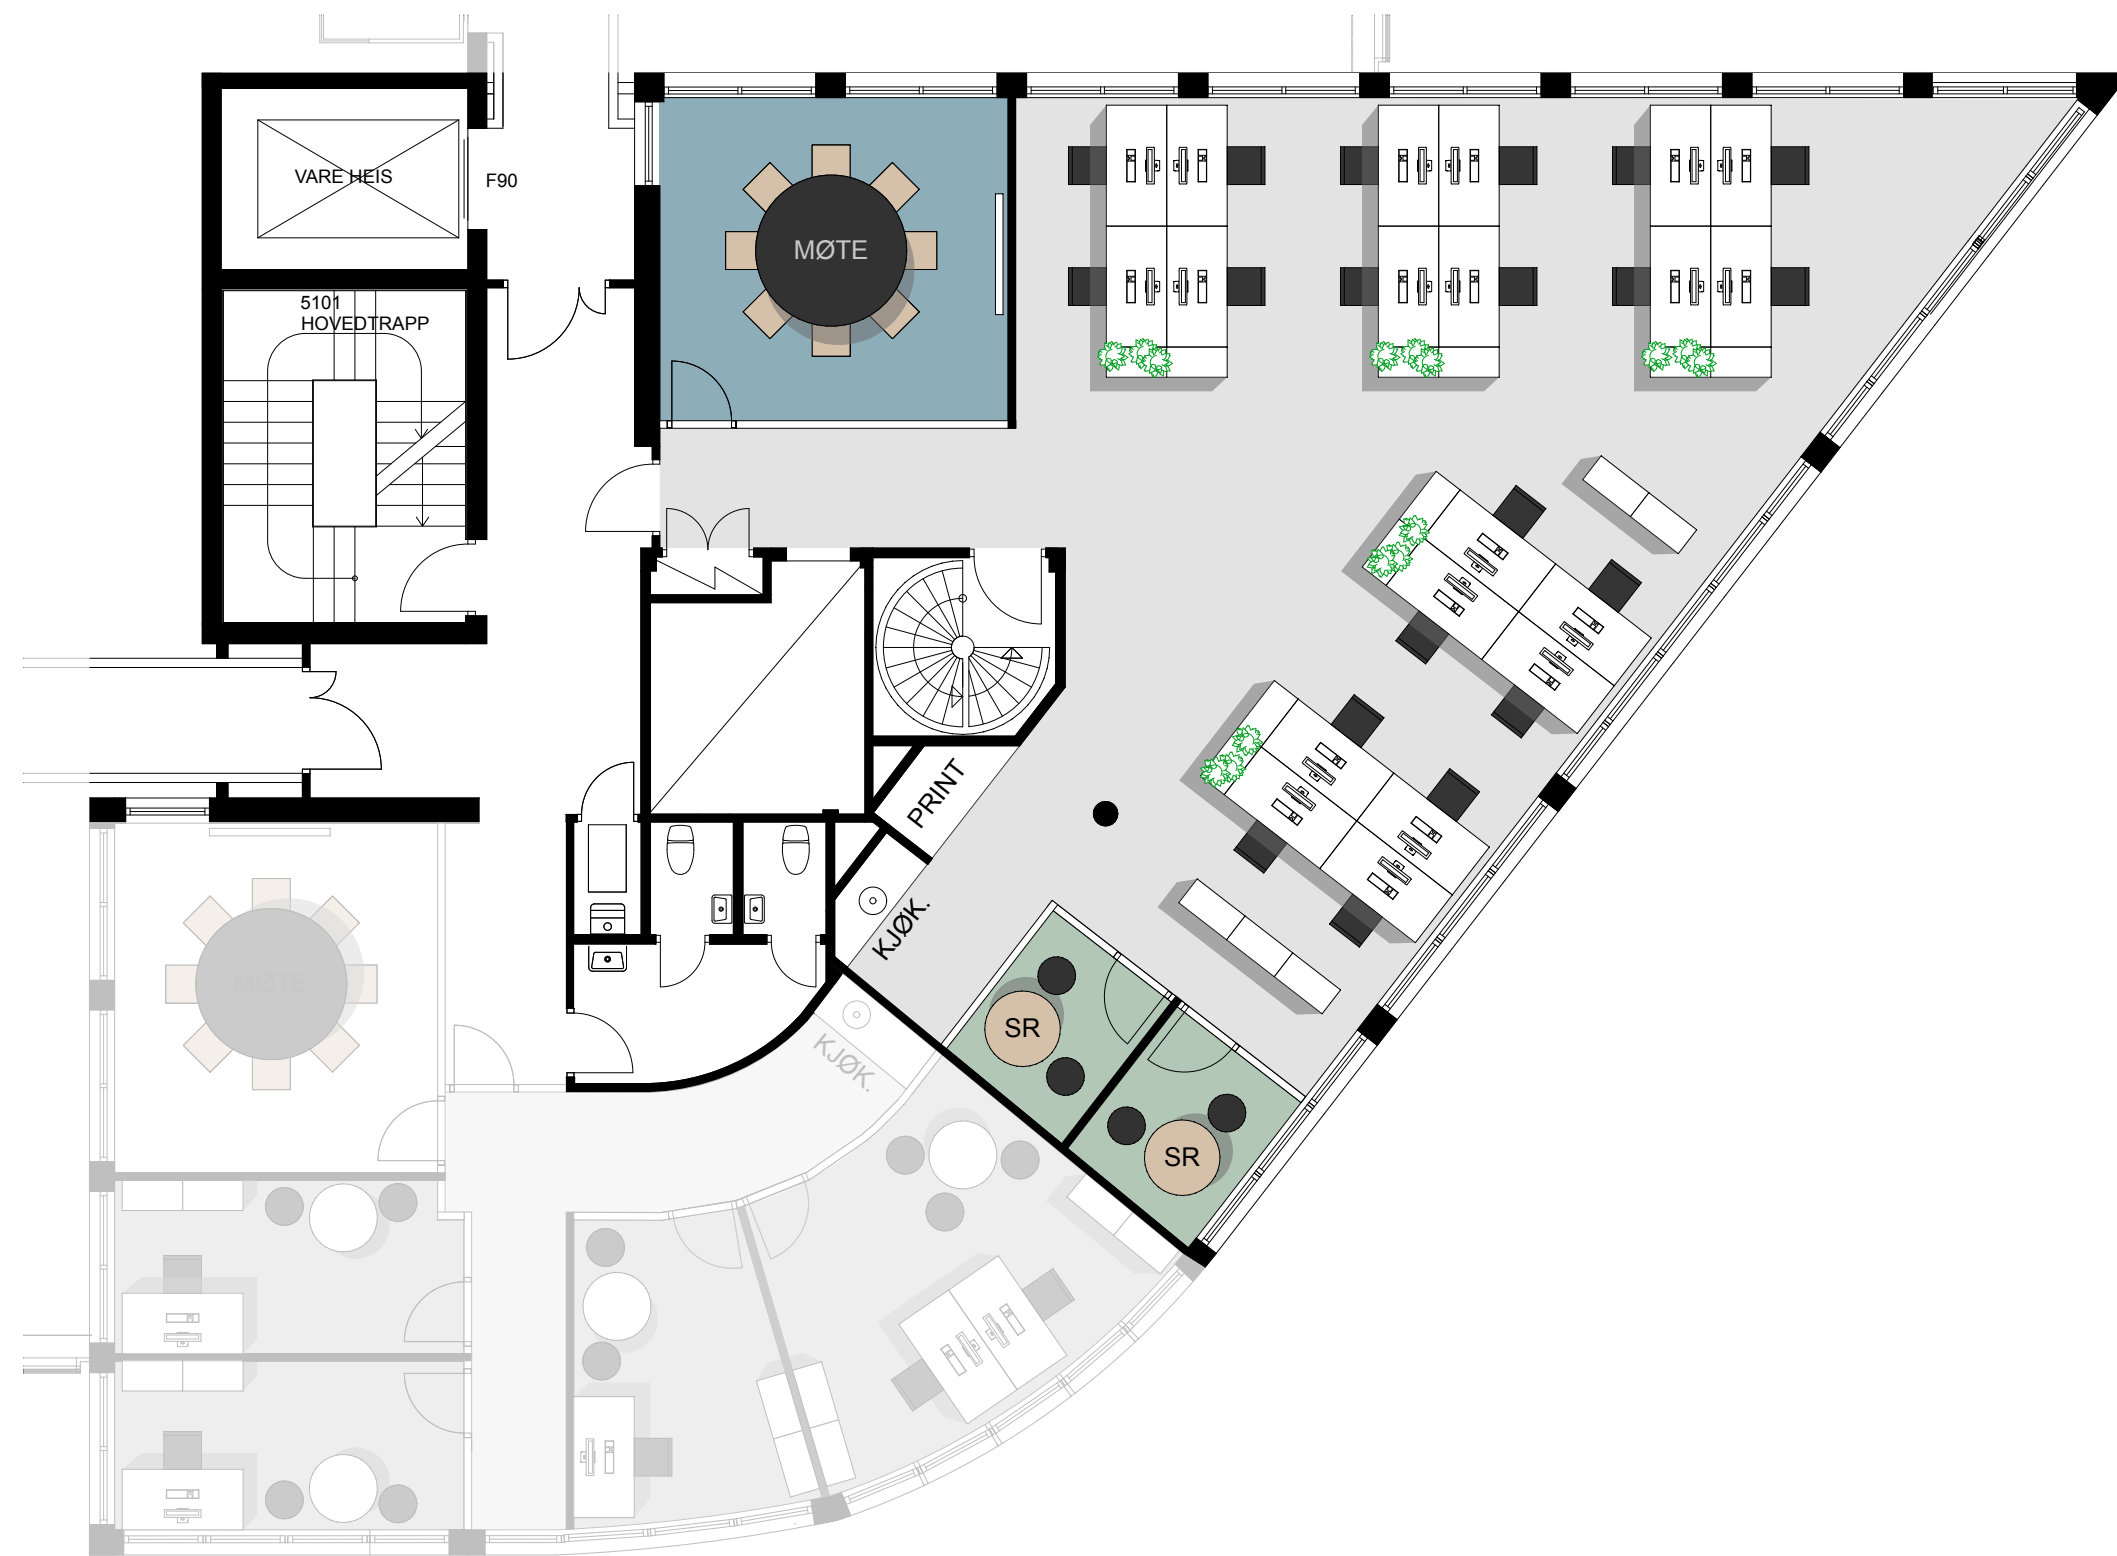 VARE HEIS
F90
MØTE
5101
HOVEDTRAPP
PRINT
KJØK.
MØTE
SR
KJØK.
SR